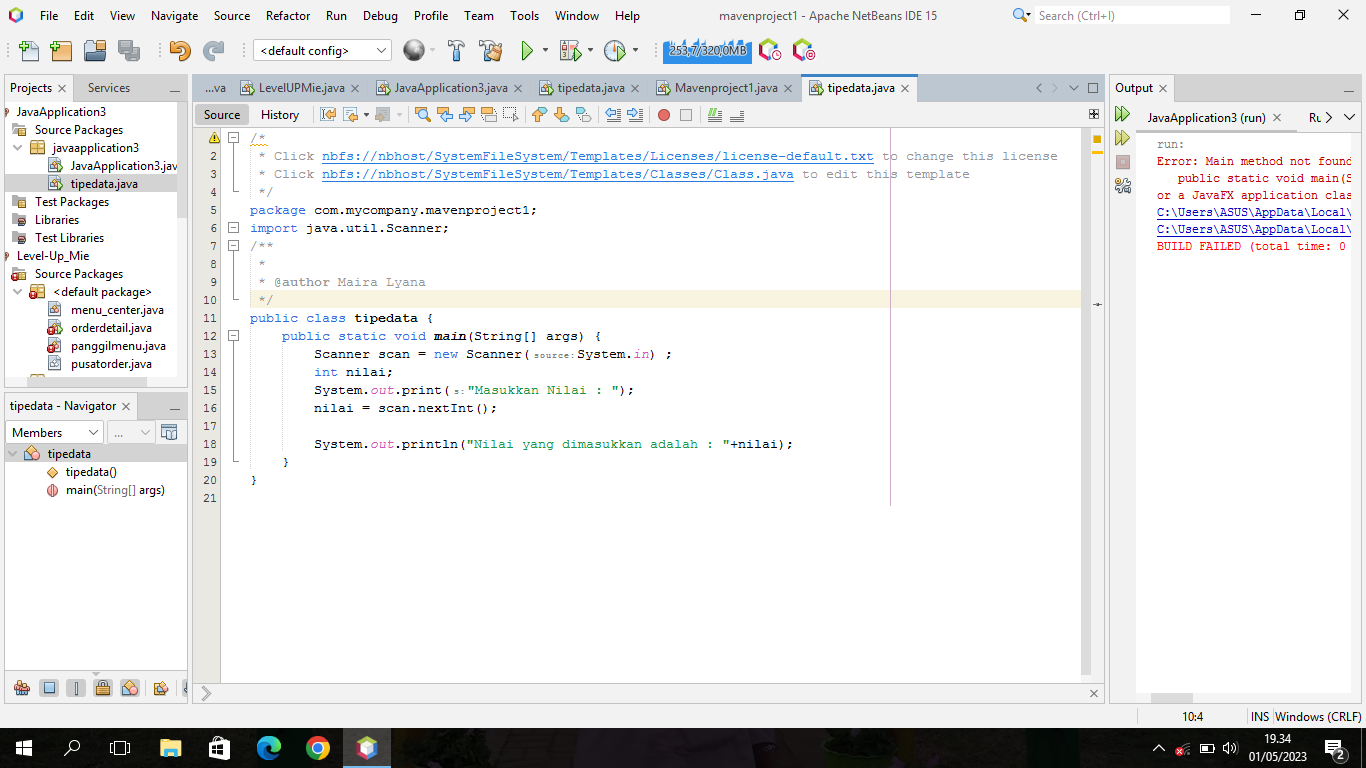 File Edit View Navigate Source Refactor Run Debug Profile Team Tools Window Help
mavenproject1 - Apache NetBeans IDE 15
Search (Ctrl+I)
<default config>
253,7/320,0MB
Projects
Services
JavaApplication3
Source Packages
javaapplication3
JavaApplication3.jav
tipedata.java
Test Packages
Libraries
Test Libraries
Level-Up_Mie
Source Packages
<default package>
menu_center.java
orderdetail.java
panggilmenu.java
pusatorder.java
tipedata - Navigator
Members
...
tipedata
tipedata()
main(String[] args)
...va
LevelUPMie.java
JavaApplication3.java
tipedata.java
Mavenproject1.java
tipedata.java
Source
History
/*
2 * Click nbfs://nbhost/SystemFileSystem/Templates/Licenses/license-default.txt to change this license
3 * Click nbfs://nbhost/SystemFileSystem/Templates/Classes/Class.java to edit this template
4 */
5 package com.mycompany.mavenproject1;
6 import java.util.Scanner;
7 /**
8 *
9 * @author Maira Lyana
10 */
11 public class tipedata {
12 public static void main(String[] args) {
13 Scanner scan = new Scanner( source: System.in) ;
14 int nilai;
15 System.out.print( s: "Masukkan Nilai : ");
16 nilai = scan.nextInt();
17
18 System.out.println("Nilai yang dimasukkan adalah : "+nilai);
19 }
20 }
21
Output
JavaApplication3 (run)
Ru
run:
Error: Main method not found
public static void main(S
or a JavaFX application clas
C:\Users\ASUS\AppData\Local\
C:\Users\ASUS\AppData\Local\
BUILD FAILED (total time: 0
10:4
INS
Windows (CRLF)
19.34
01/05/2023
2